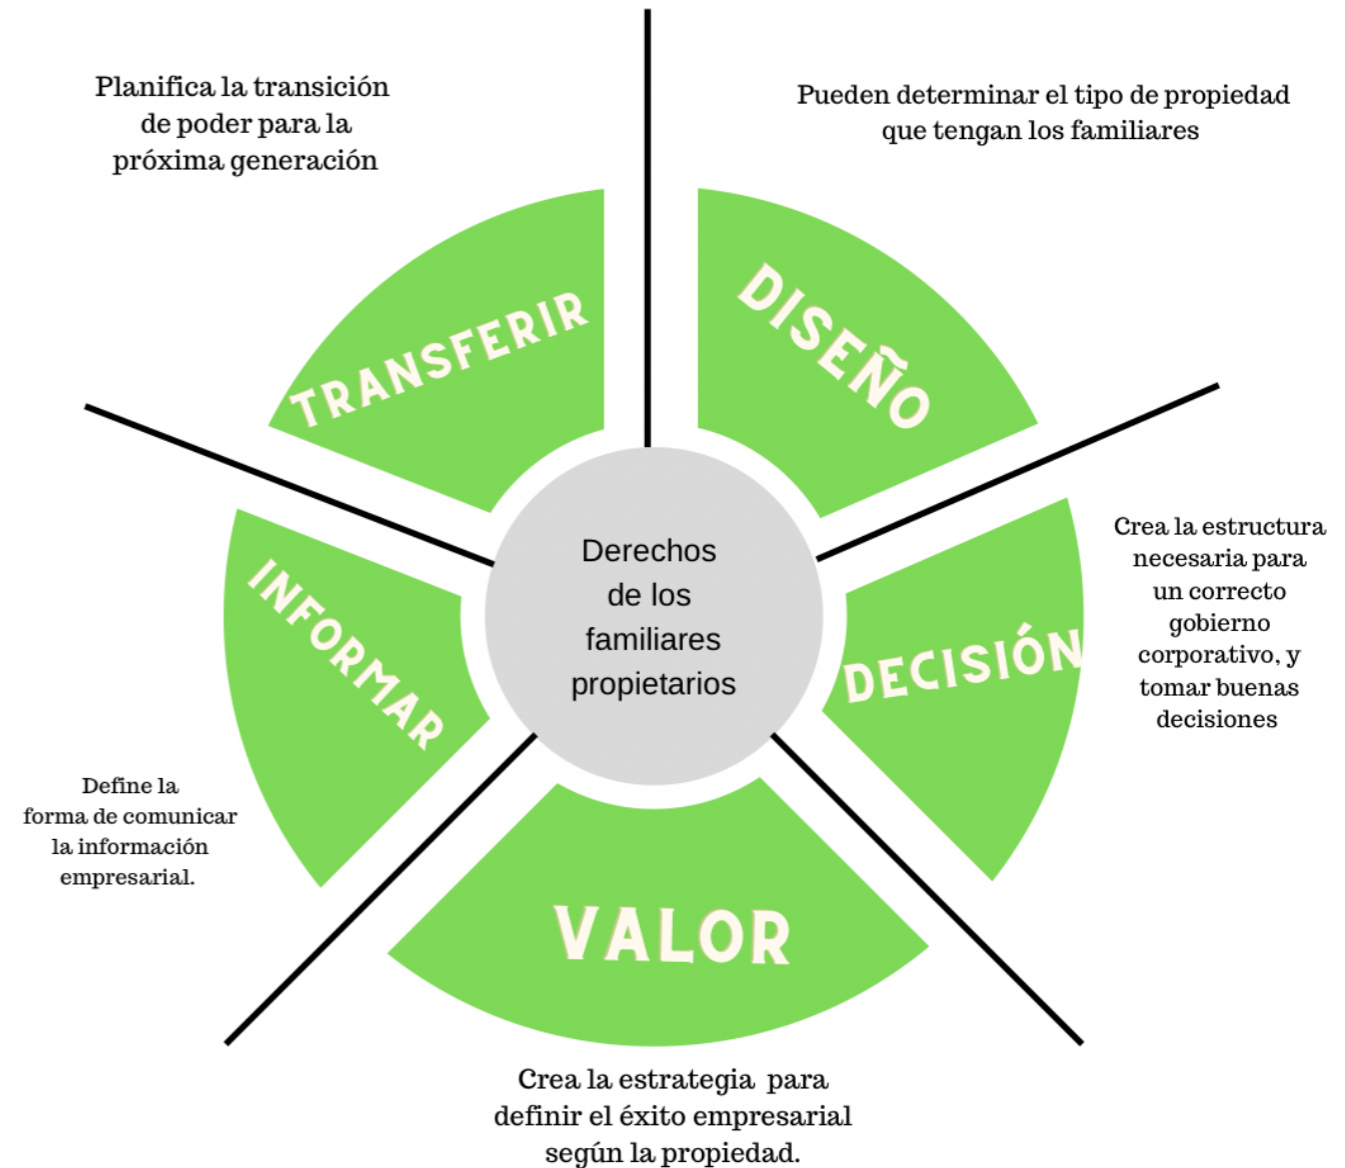 Planifica la transición
de poder para la
próxima generación
Pueden determinar el tipo de propiedad
que tengan los familiares
TRANSFERIR
DISEÑO
Derechos
de los
familiares
propietarios
INFORMAR
DECISIÓN
Crea la estructura
necesaria para
un correcto
gobierno
corporativo, y
tomar buenas
decisiones
Define la
forma de comunicar
la información
empresarial.
VALOR
Crea la estrategia para
definir el éxito empresarial
según la propiedad.